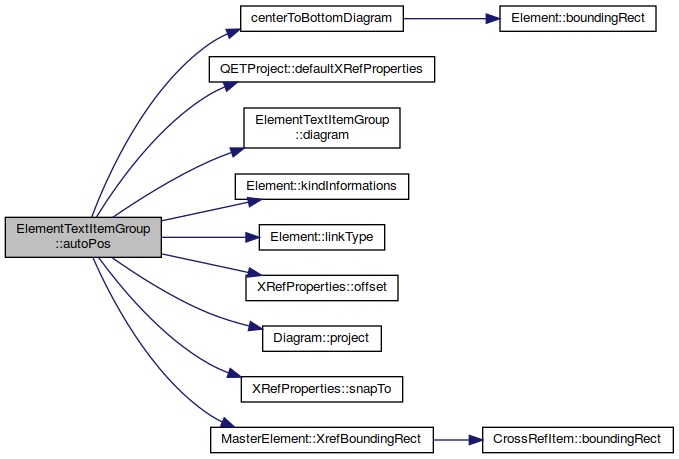 ElementTextItemGroup
::autoPos
centerToBottomDiagram
Element::boundingRect
QETProject::defaultXRefProperties
ElementTextItemGroup
::diagram
Element::kindInformations
Element::linkType
XRefProperties::offset
Diagram::project
XRefProperties::snapTo
MasterElement::XrefBoundingRect
CrossRefItem::boundingRect